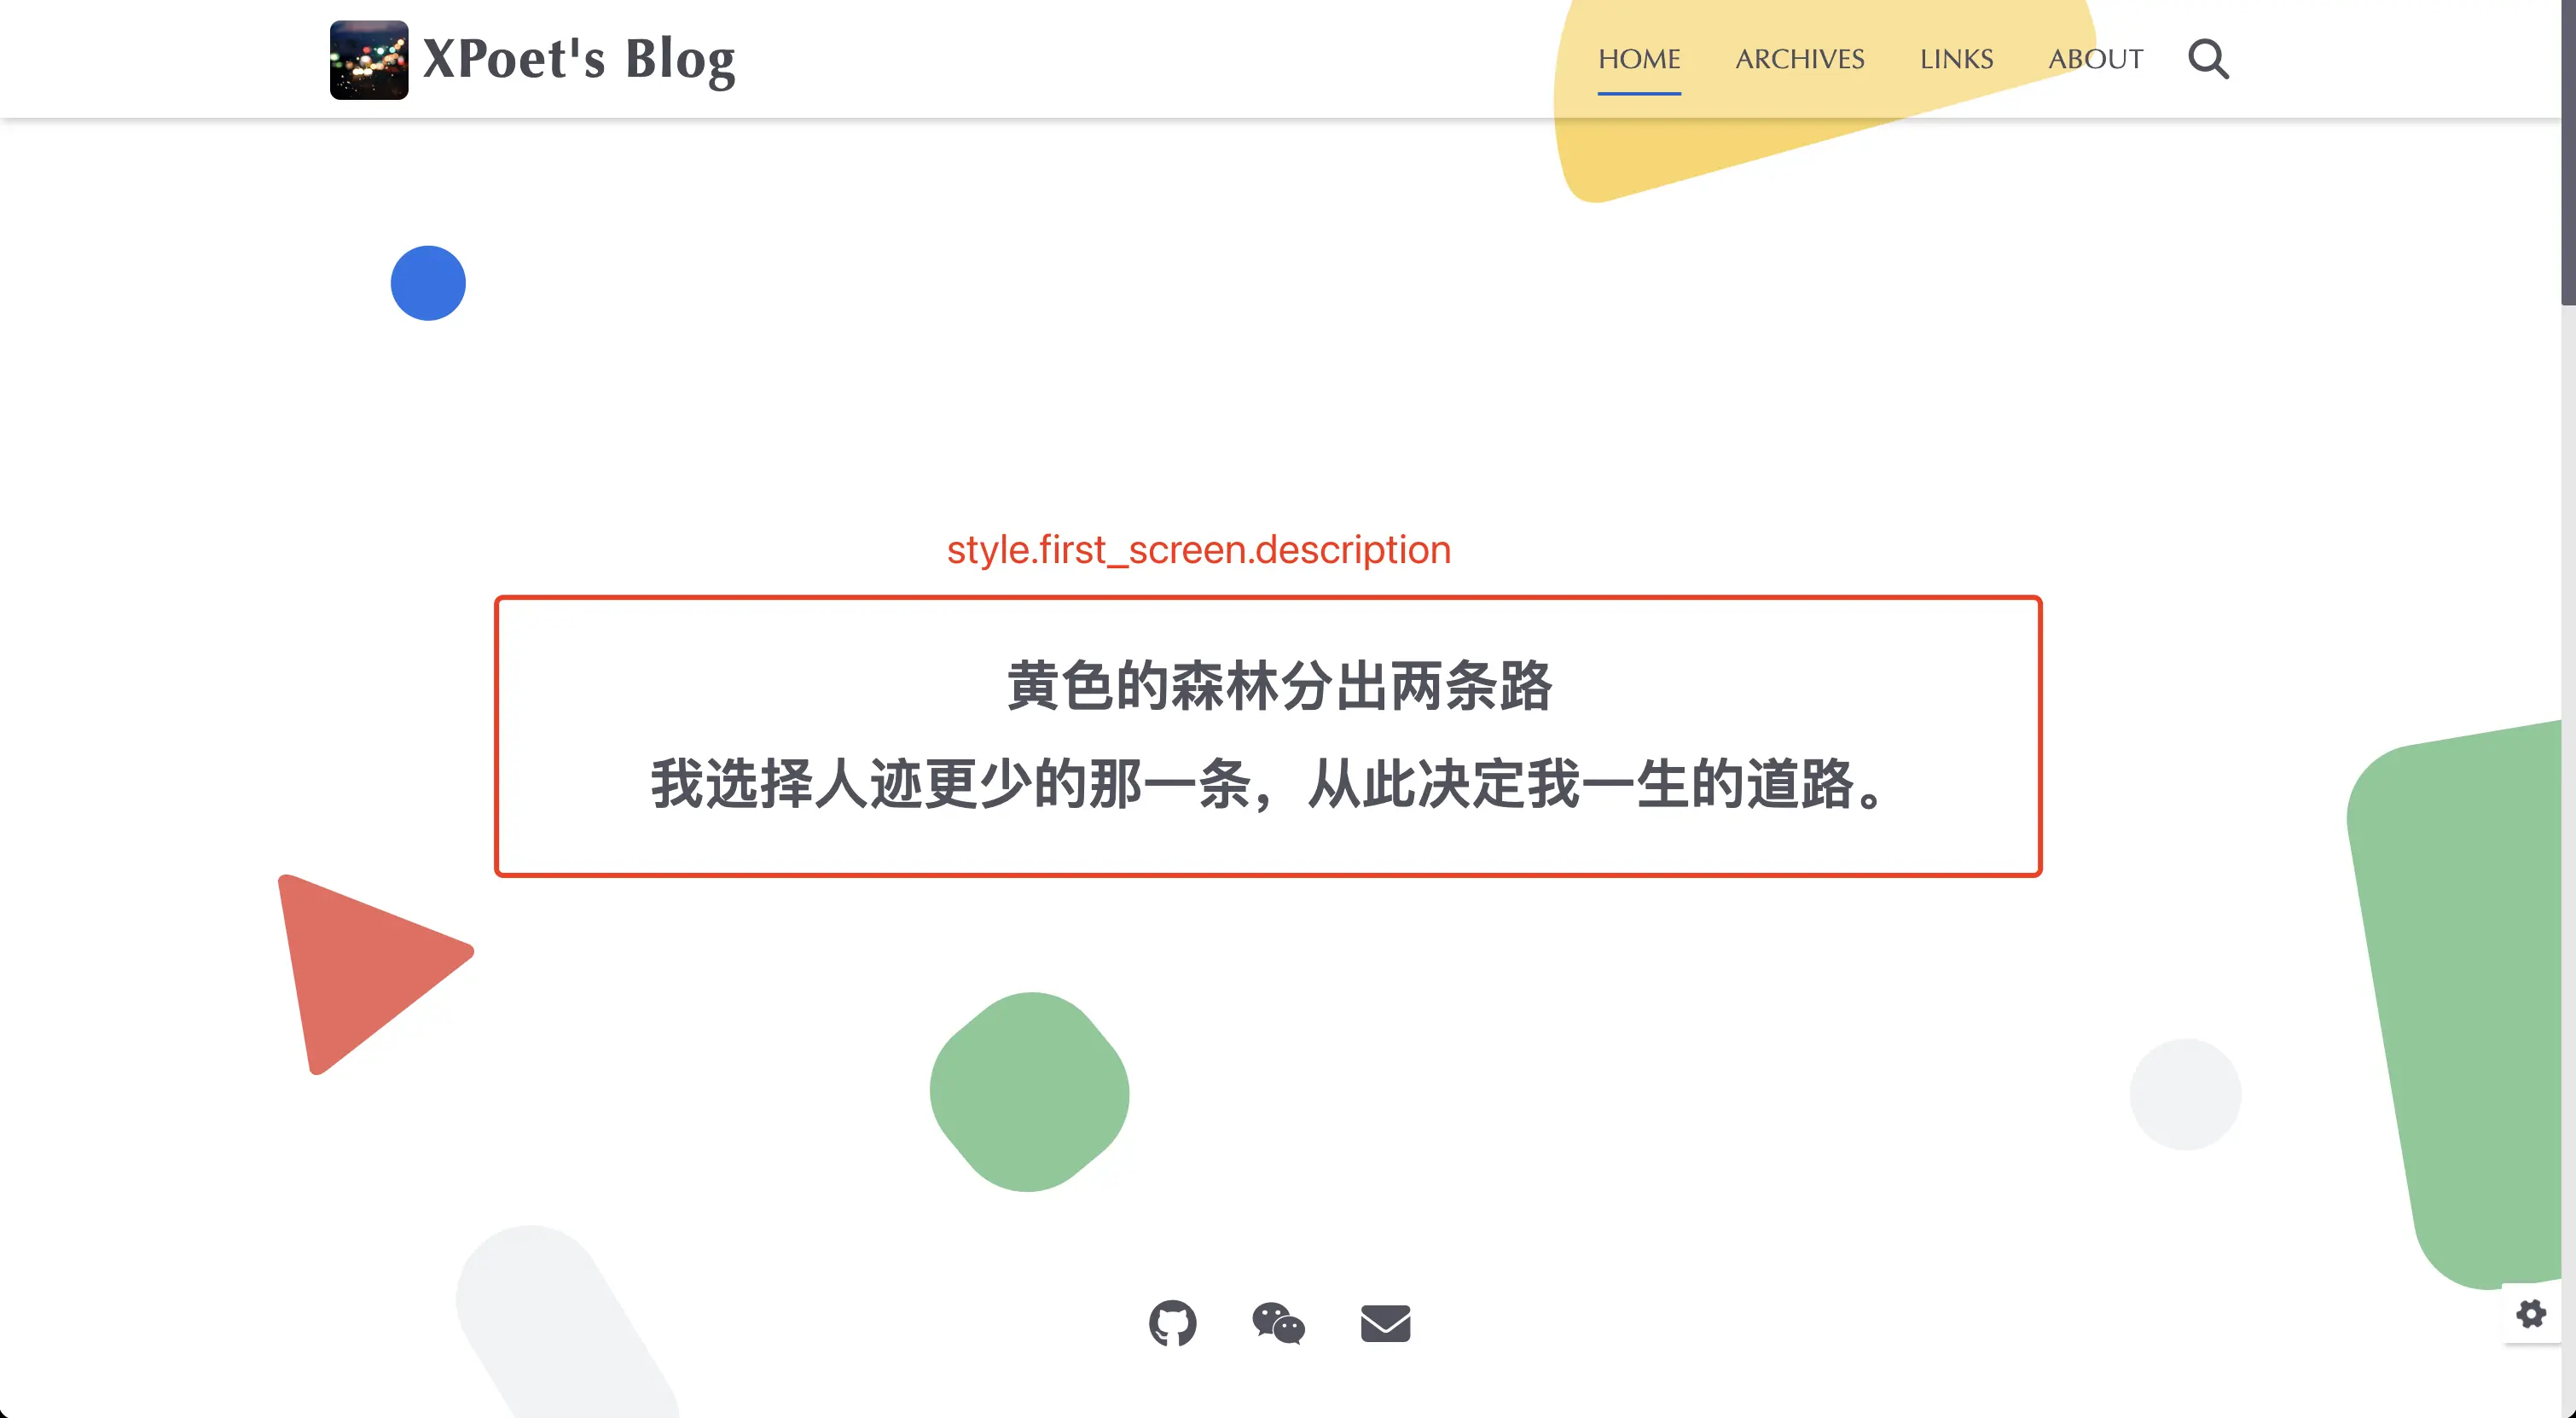 XPoet's Blog
HOME
ARCHIVES
LINKS
ABOUT
style.first_screen.description
黄色的森林分出两条路
我选择人迹更少的那一条，从此决定我一生的道路。